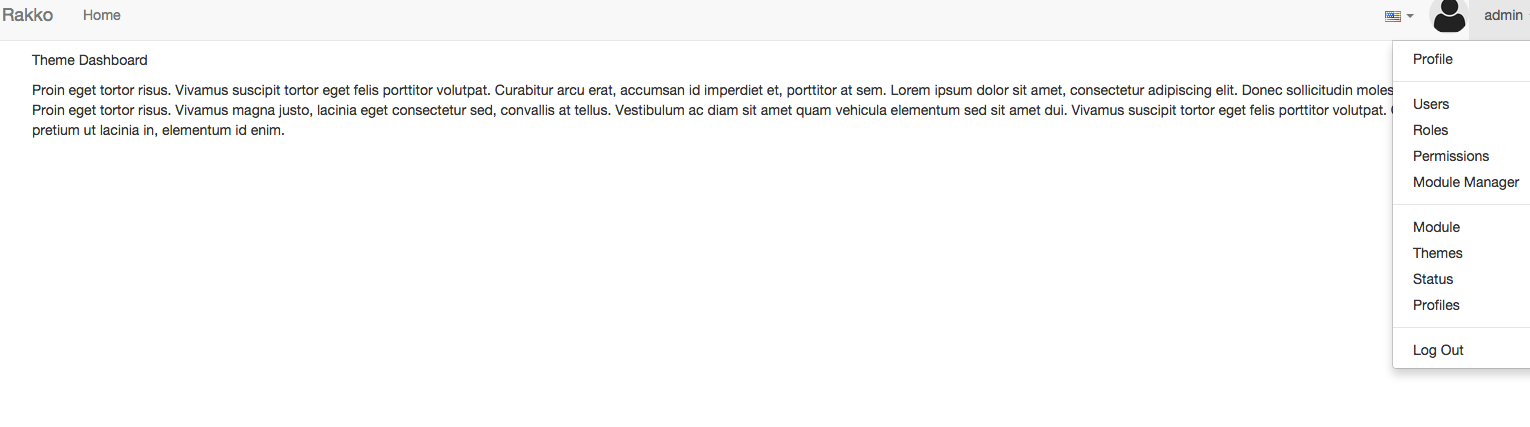 Rakko Home admin
Theme Dashboard
Proin eget tortor risus. Vivamus suscipit tortor eget felis porttitor volutpat. Curabitur arcu erat, accumsan id imperdiet et, porttitor at sem. Lorem ipsum dolor sit amet, consectetur adipiscing elit. Donec sollicitudin
Proin eget tortor risus. Vivamus magna justo, lacinia eget consectetur sed, convallis at tellus. Vestibulum ac diam sit amet quam vehicula elementum sed sit amet dui. Vivamus suscipit tortor eget felis porttitor volutpat.
pretium ut lacinia in, elementum id enim.
Profile
Users
Roles
Permissions
Module Manager
Module
Themes
Status
Profiles
Log Out